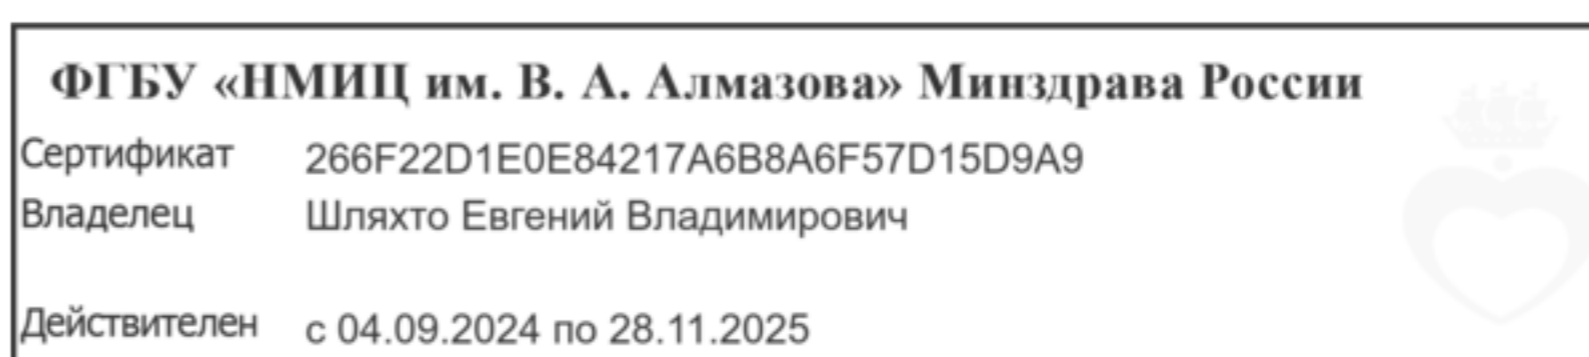 ФГБУ «НМИЦ им. В. А. Алмазова» Минздрава России
Сертификат 266F22D1E0E84217A6B8A6F57D15D9A9
Владелец Шляхто Евгений Владимирович
Действителен с 04.09.2024 по 28.11.2025